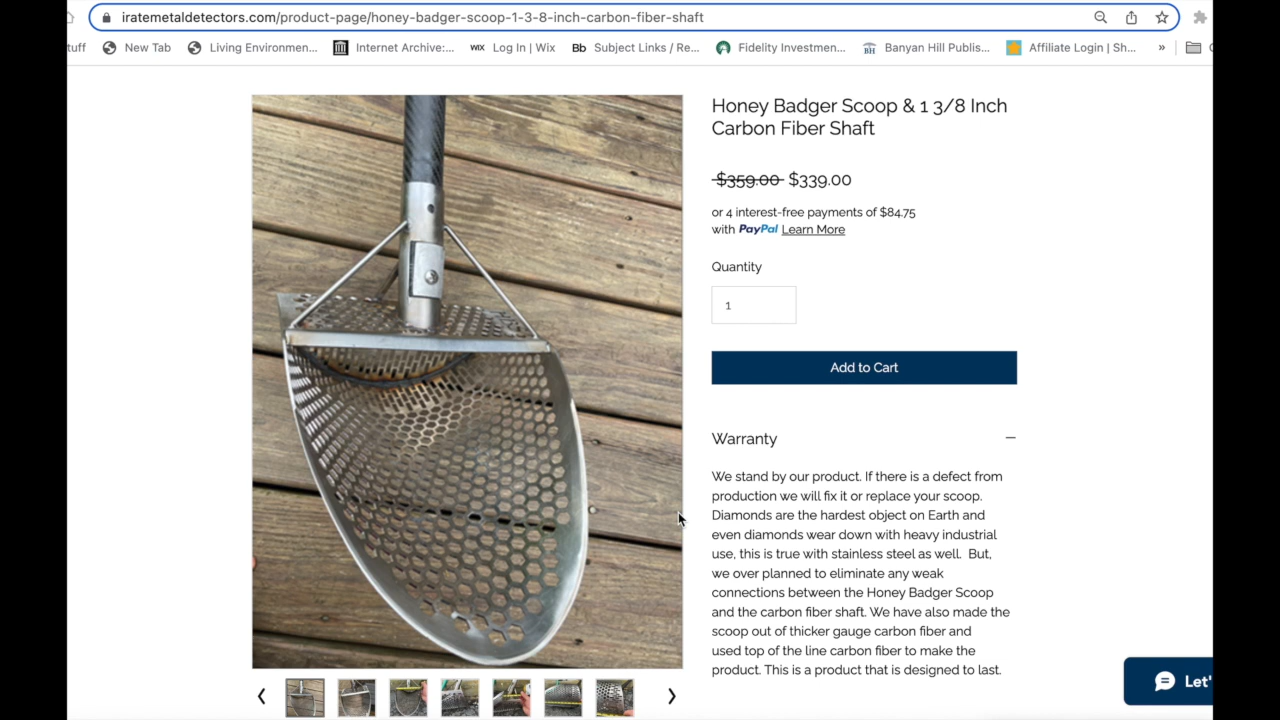 iratemetaldetectors.com/product-page/honey-badger-scoop-1-3-8-inch-carbon-fiber-shaft
tuff New Tab Living Environmen... Internet Archive:... WiX Log In | Wix Bb Subject Links / Re... Fidelity Investmen... BH Banyan Hill Publis... Affiliate Login | Sh... »
Honey Badger Scoop & 1 3/8 Inch
Carbon Fiber Shaft
$359.00 $339.00
or 4 interest-free payments of $84.75
with PayPal Learn More
Quantity
1
Add to Cart
Warranty
We stand by our product. If there is a defect from
production we will fix it or replace your scoop.
Diamonds are the hardest object on Earth and
even diamonds wear down with heavy industrial
use, this is true with stainless steel as well. But,
we over planned to eliminate any weak
connections between the Honey Badger Scoop
and the carbon fiber shaft. We have also made the
scoop out of thicker gauge carbon fiber and
used top of the line carbon fiber to make the
product. This is a product that is designed to last.
Let'